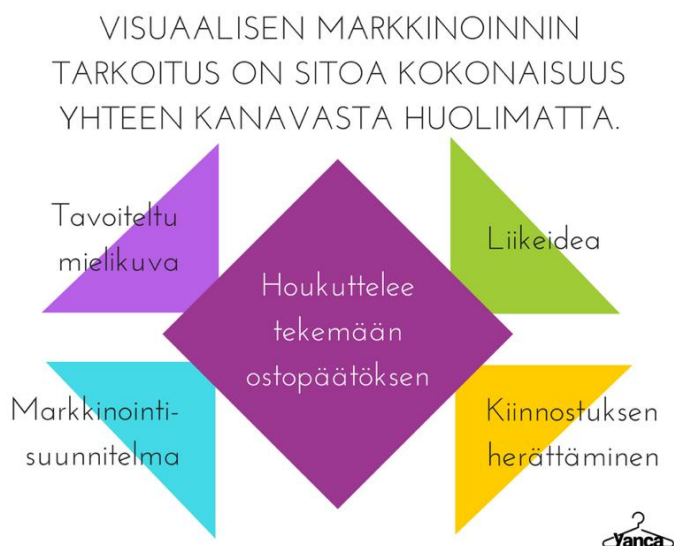 VISUAALISEN MARKKINOINNIN
TARKOITUS ON SITOA KOKONAISUUS
YHTEEN KANAVASTA HUOLIMATTA.
Tavoiteltu
mielikuva
Liikeidea
Houkuttelee
tekemään
ostopäätöksen
Markkinointi-
suunnitelma
Kiinnostuksen
herättäminen
Yanca